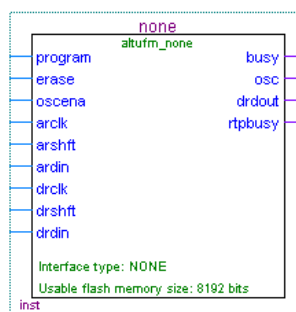 none
altufm_none
program busy
erase osc
oscena drdout
arclk rtpbusy
arshft
ardin
drclk
drshft
drdin
Interface type: NONE
Usable flash memory size: 8192 bits
inst